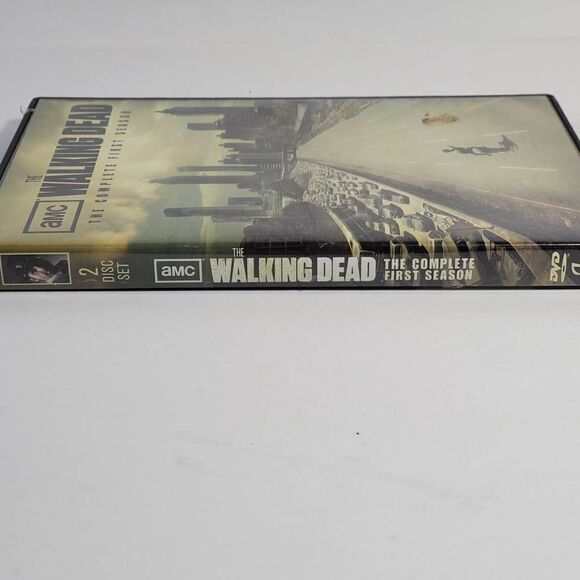 THE
WALKING DEAD
aMC
THE COMPLETE FIRST SEASON
2
DISC
SET
aMC
THE
WALKING DEAD
THE COMPLETE
FIRST SEASON
DVD